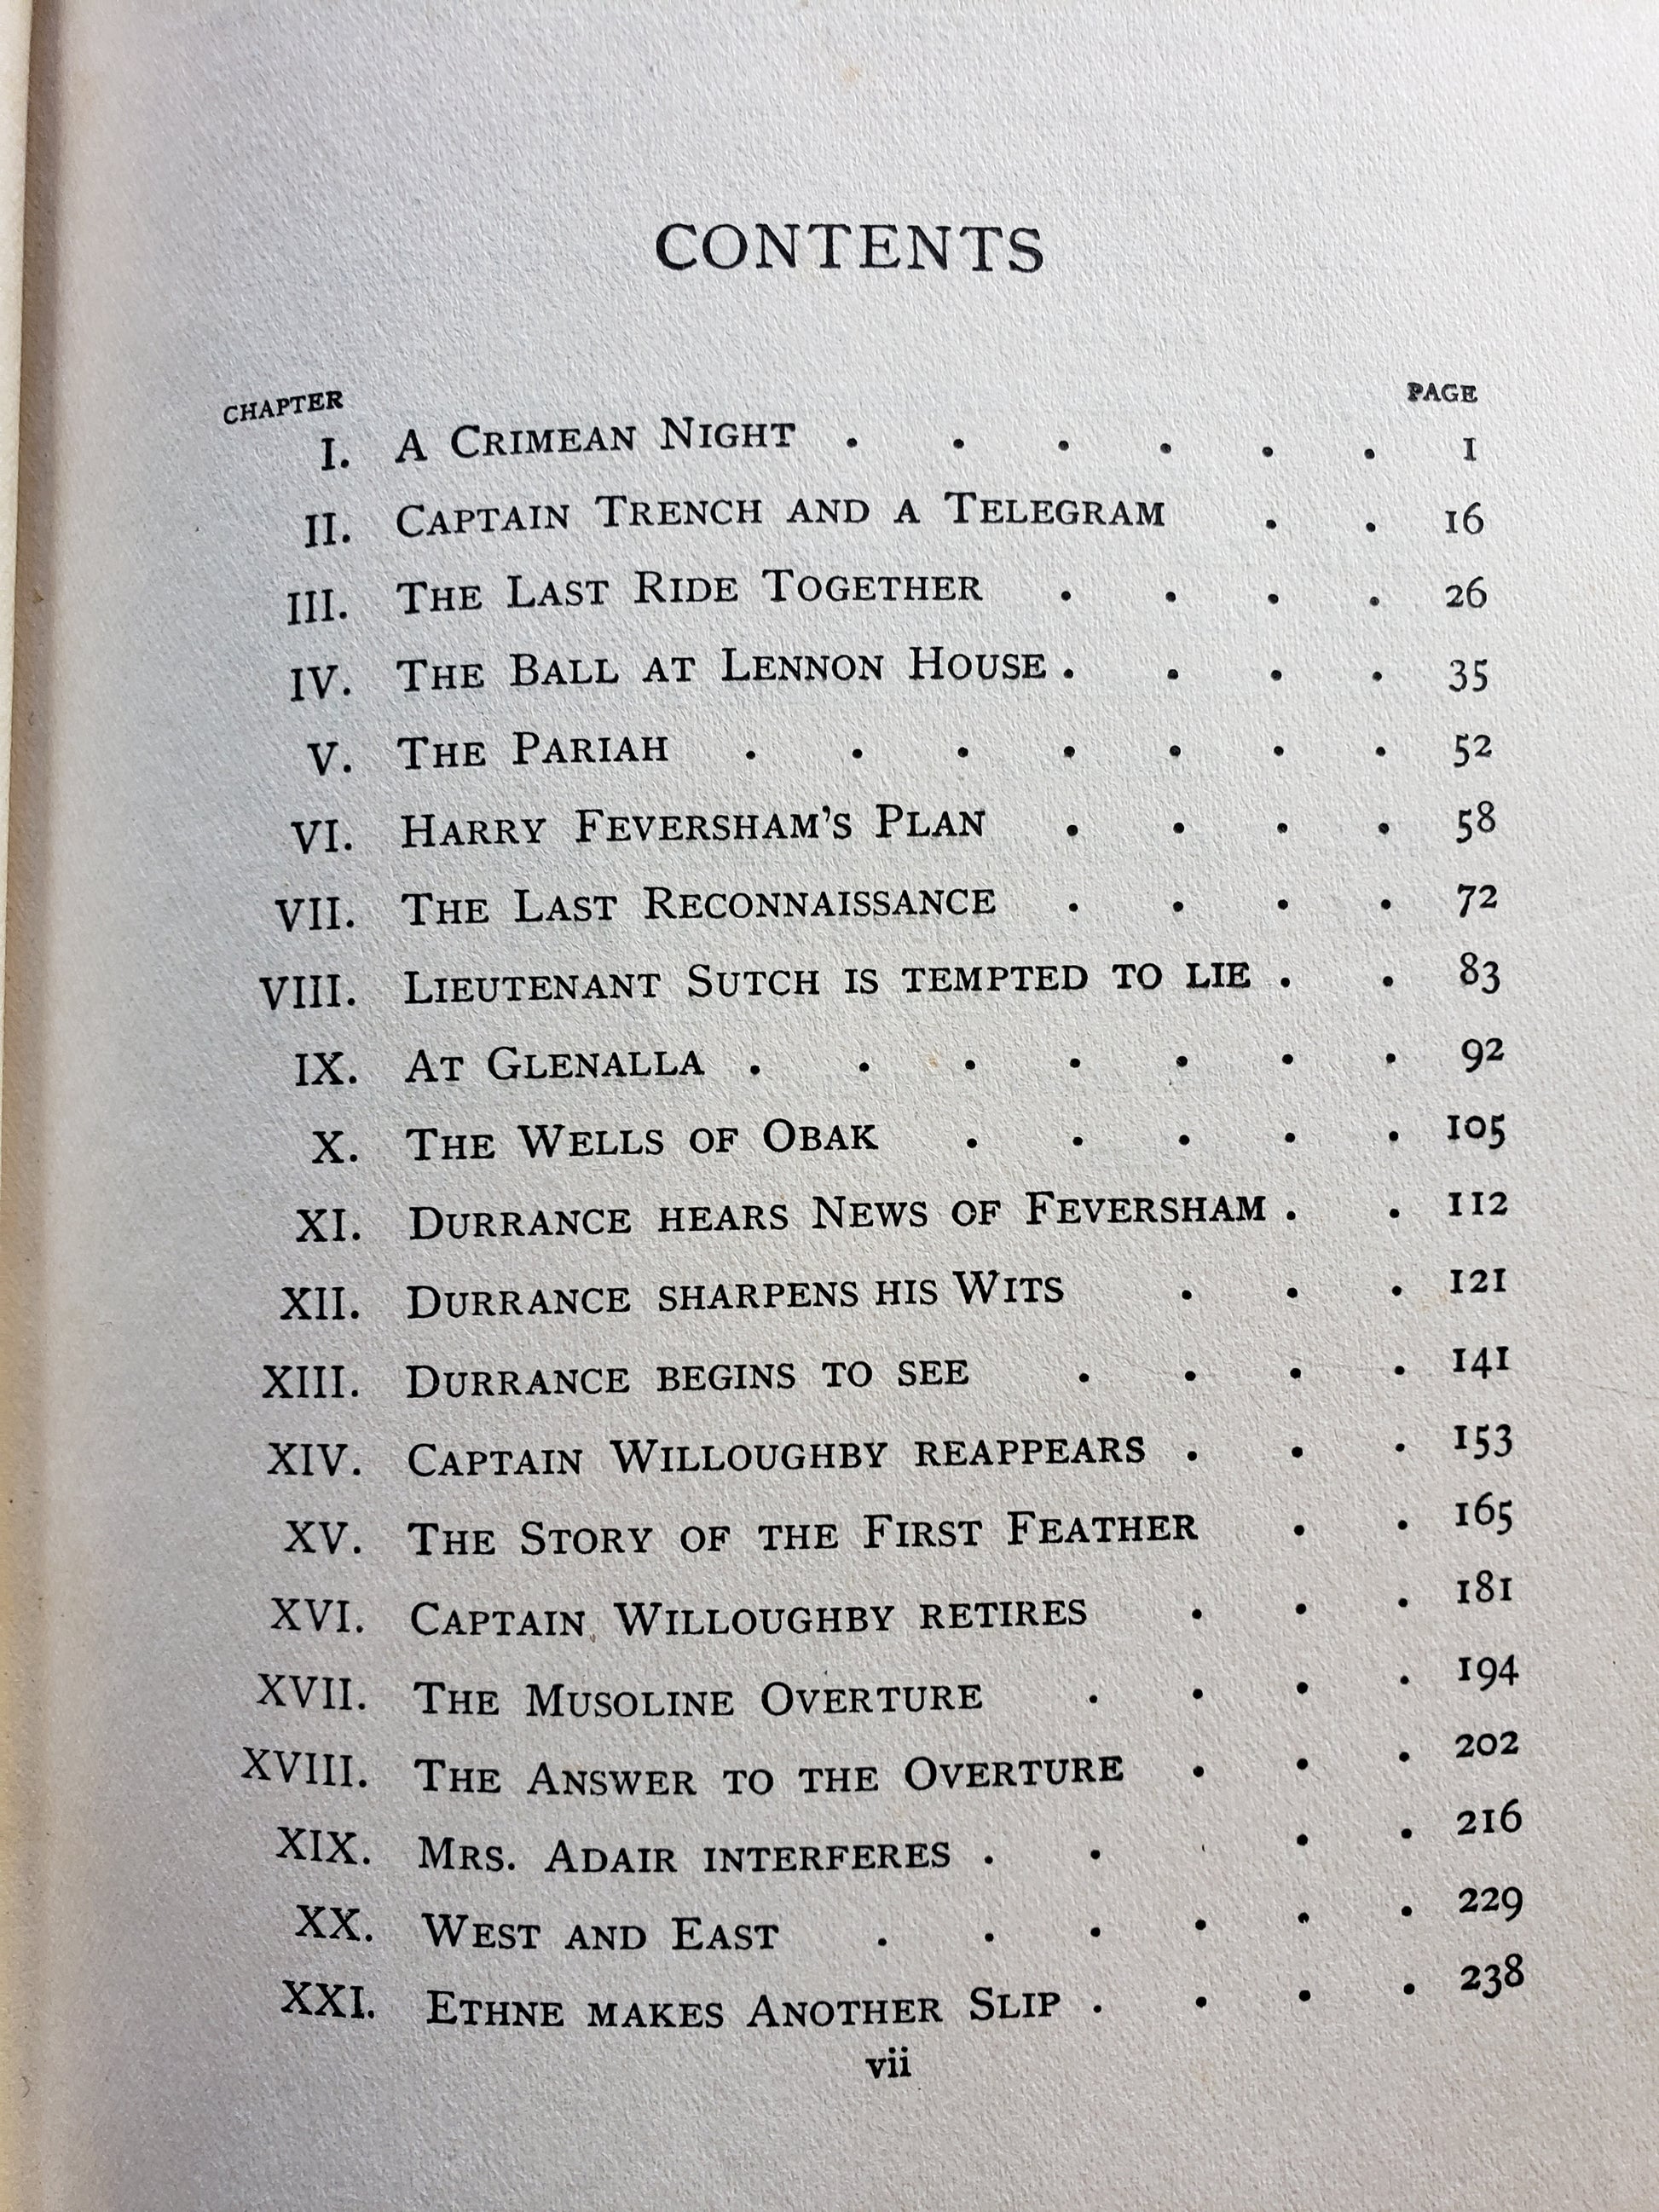 CONTENTS
CHAPTER PAGE
I. A CRIMEAN NIGHT . . . . . . 1
II. CAPTAIN TRENCH AND A TELEGRAM . . 16
III. THE LAST RIDE TOGETHER . . . . 26
IV. THE BALL AT LENNON HOUSE . . . . 35
V. THE PARIAH . . . . . . . 52
VI. HARRY FEVERSHAM'S PLAN . . . . 58
VII. THE LAST RECONNAISSANCE . . . . 72
VIII. LIEUTENANT SUTCH IS TEMPTED TO LIE . . 83
IX. AT GLENALLA . . . . . . . 92
X. THE WELLS OF OBAK . . . . . 105
XI. DURRANCE HEARS NEWS OF FEVERSHAM . . 112
XII. DURRANCE SHARPENS HIS WITS . . . 121
XIII. DURRANCE BEGINS TO SEE . . . . 141
XIV. CAPTAIN WILLOUGHBY REAPPEARS . . . 153
XV. THE STORY OF THE FIRST FEATHER . . 165
XVI. CAPTAIN WILLOUGHBY RETIRES . . . 181
XVII. THE MUSOLINE OVERTURE . . . . 194
XVIII. THE ANSWER TO THE OVERTURE . . . 202
XIX. MRS. ADAIR INTERFERES . . . . 216
XX. WEST AND EAST . . . . . . 229
XXI. ETHNE MAKES ANOTHER SLIP . . . . 238
vii